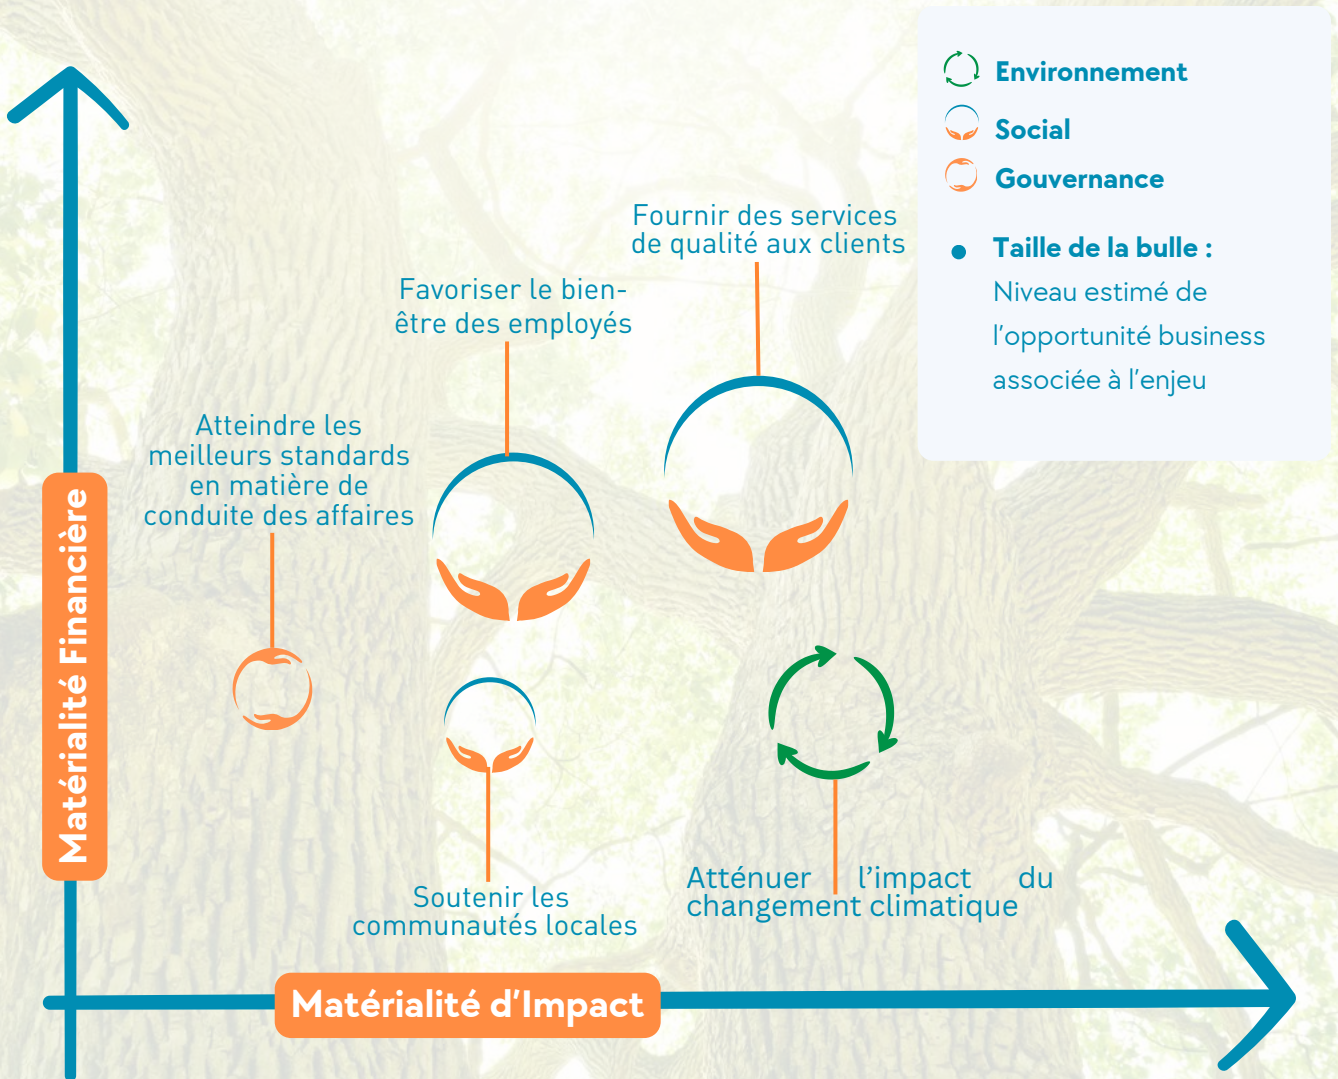 Environnement
Social
Gouvernance
Taille de la bulle :
Niveau estimé de
l'opportunité business
associée à l'enjeu
Fournir des services
de qualité aux clients
Favoriser le bien-
être des employés
Atteindre les
meilleurs standards
en matière de
conduite des affaires
Matérialité Financière
Soutenir les
communautés locales
Atténuer l'impact du
changement climatique
Matérialité d'Impact